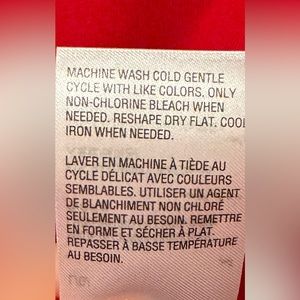 MACHINE WASH COLD GENTLE
CYCLE WITH LIKE COLORS. ONLY
NON-CHLORINE BLEACH WHEN
NEEDED. RESHAPE DRY FLAT. COOL
IRON WHEN NEEDED.
LAVER EN MACHINE À TIÈDE AU
CYCLE DÉLICAT AVEC COULEURS
SEMBLABLES. UTILISER UN AGENT
DE BLANCHIMENT NON CHLORÉ
SEULEMENT AU BESOIN. REMETTRE
EN FORME ET SÉCHER À PLAT.
REPASSER À BASSE TEMPÉRATURE
AU BESOIN.